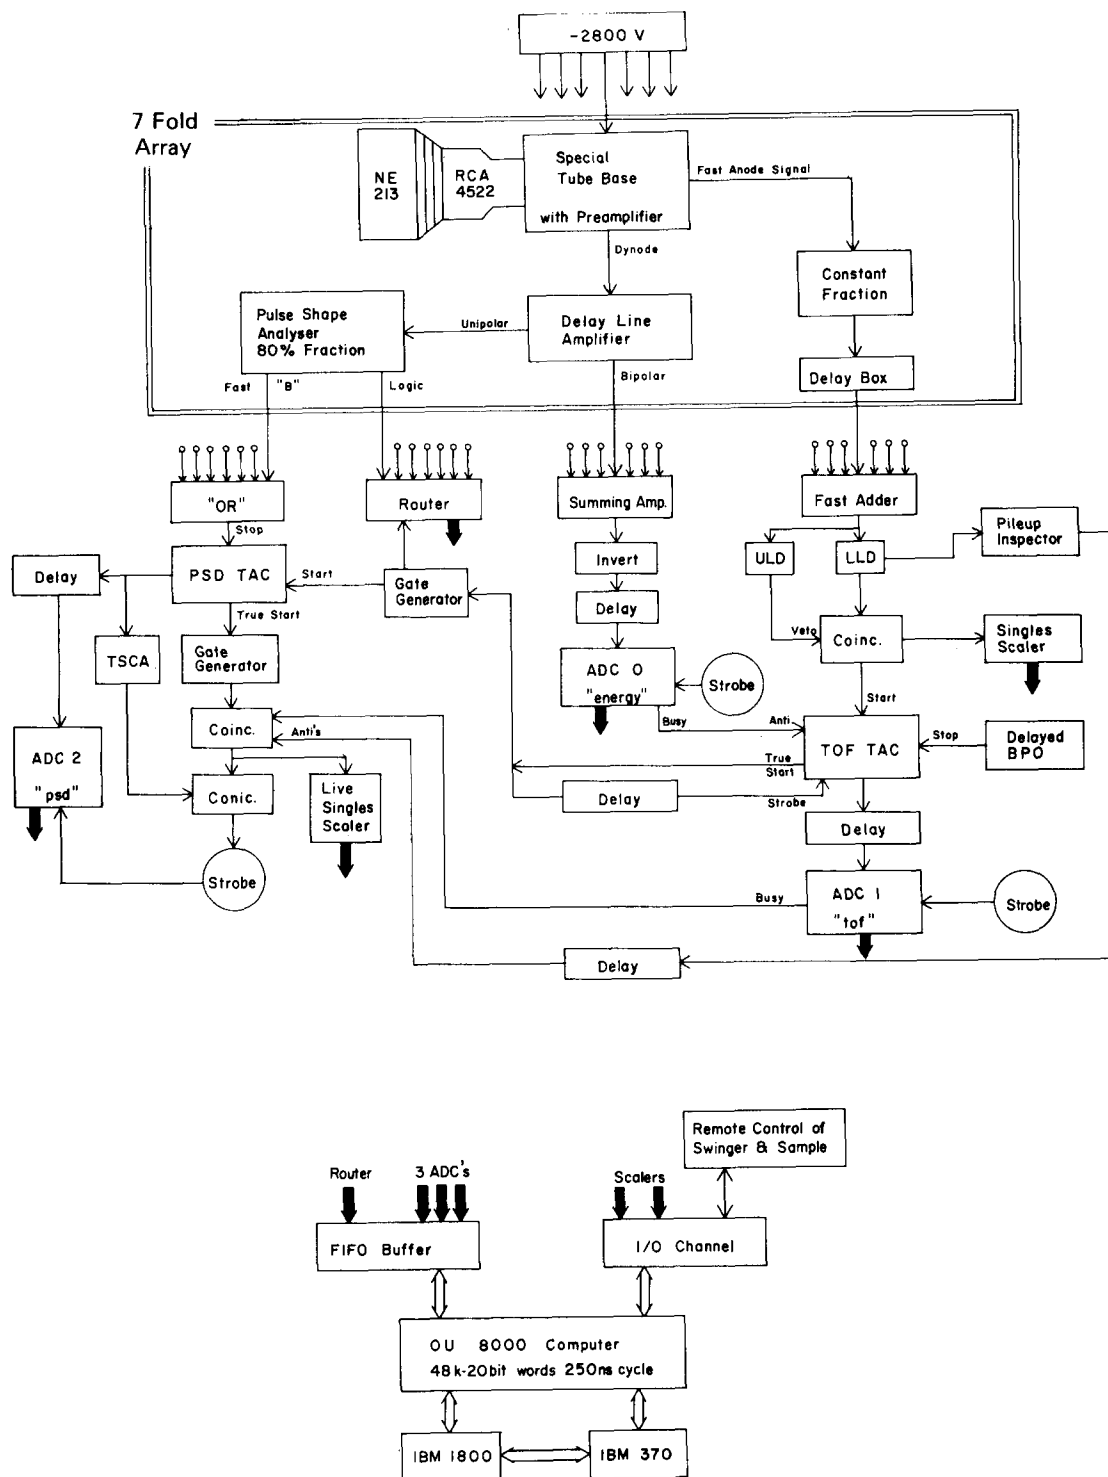 -2800 V
7 Fold
Array
NE
213
RCA
4522
Special
Tube Base
with Preamplifier
Fast Anode Signal
Dynode
Constant
Fraction
Pulse Shape
Analyser
80% Fraction
Unipolar
Delay Line
Amplifier
Delay Box
Fast "B"
Logic
Bipolar
"OR"
Router
Summing Amp.
Fast Adder
Stop
Pileup
Inspector
ULD
LLD
Delay
PSD TAC
Start
Gate
Generator
Invert
Delay
True Start
TSCA
Gate
Generator
Veto
Coinc.
Singles
Scaler
ADC 0
"energy"
Strobe
Start
Busy
Anti
Coinc.
Anti's
TOF TAC
Stop
Delayed
BPO
True
Start
ADC 2
"psd"
Conic.
Live
Singles
Scaler
Delay
Strobe
Delay
Strobe
Busy
ADC 1
"tof"
Strobe
Delay
Remote Control of
Swinger & Sample
Router
3 ADC's
Scalers
FIFO Buffer
I/O Channel
OU 8000 Computer
48k-20bit words 250ns cycle
IBM 1800
IBM 370